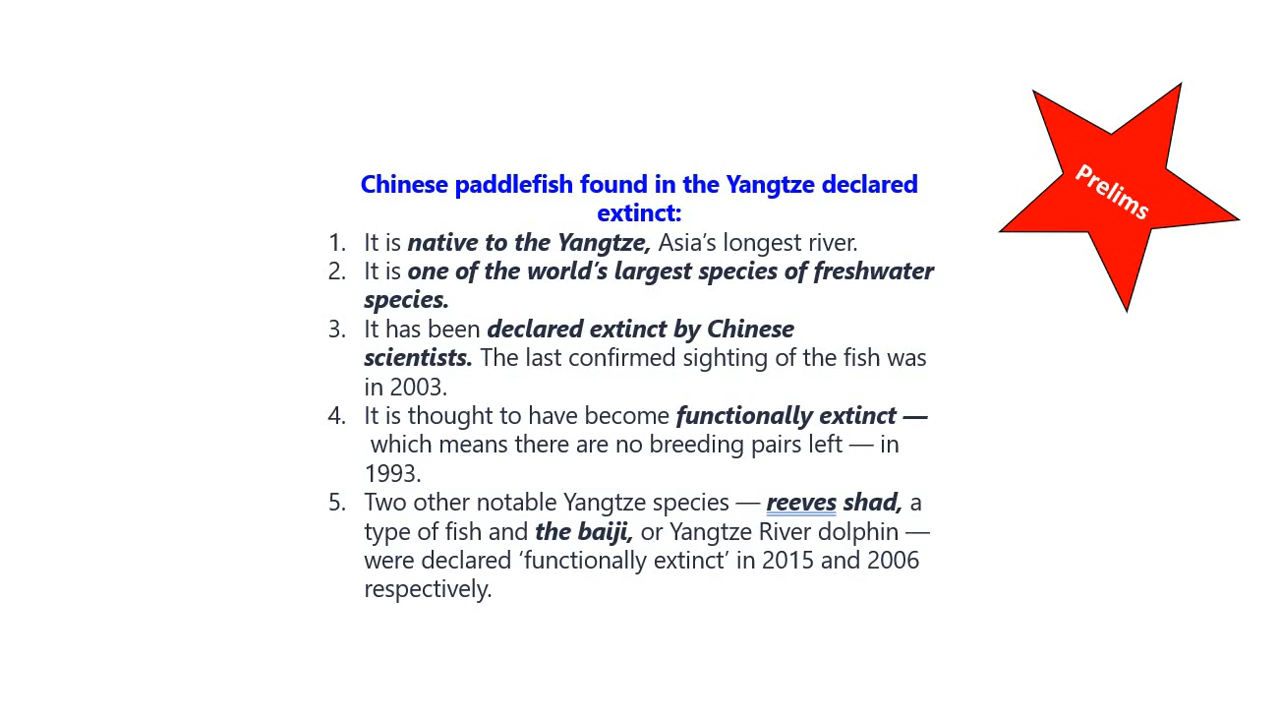 Prelims
Chinese paddlefish found in the Yangtze declared
extinct:
1. It is native to the Yangtze, Asia’s longest river.
2. It is one of the world’s largest species of freshwater
species.
3. It has been declared extinct by Chinese
scientists. The last confirmed sighting of the fish was
in 2003.
4. It is thought to have become functionally extinct —
which means there are no breeding pairs left — in
1993.
5. Two other notable Yangtze species — reeves shad, a
type of fish and the baiji, or Yangtze River dolphin —
were declared ‘functionally extinct’ in 2015 and 2006
respectively.